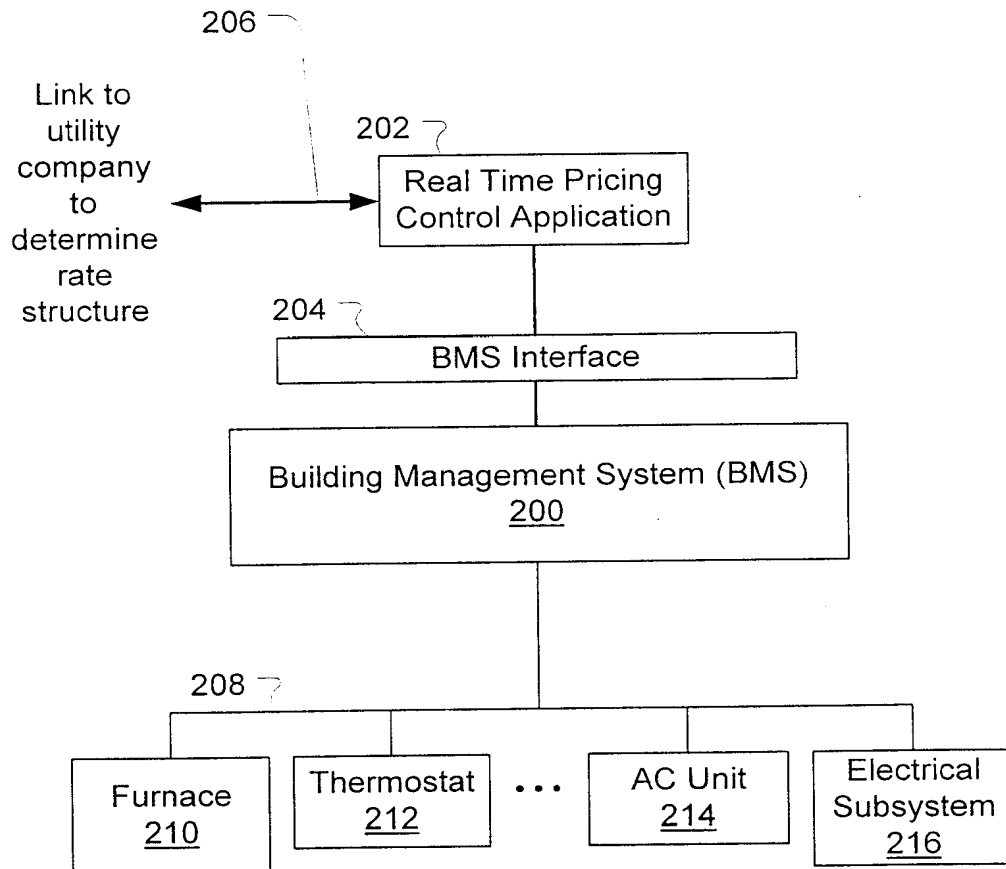 206
Link to
utility
company
to
determine
rate
structure
202
Real Time Pricing
Control Application
204
BMS Interface
Building Management System (BMS)
200
208
Furnace
210
Thermostat
212
...
AC Unit
214
Electrical
Subsystem
216